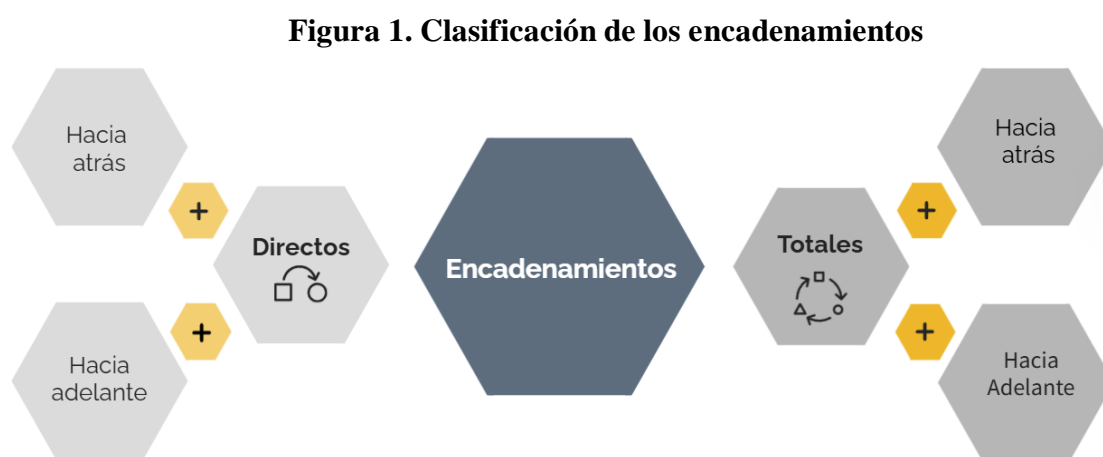 Figura 1. Clasificación de los encadenamientos
Hacia
atrás
+
Directos
+
Hacia
adelante
Encadenamientos
Totales
+
Hacia
atrás
+
Hacia
Adelante